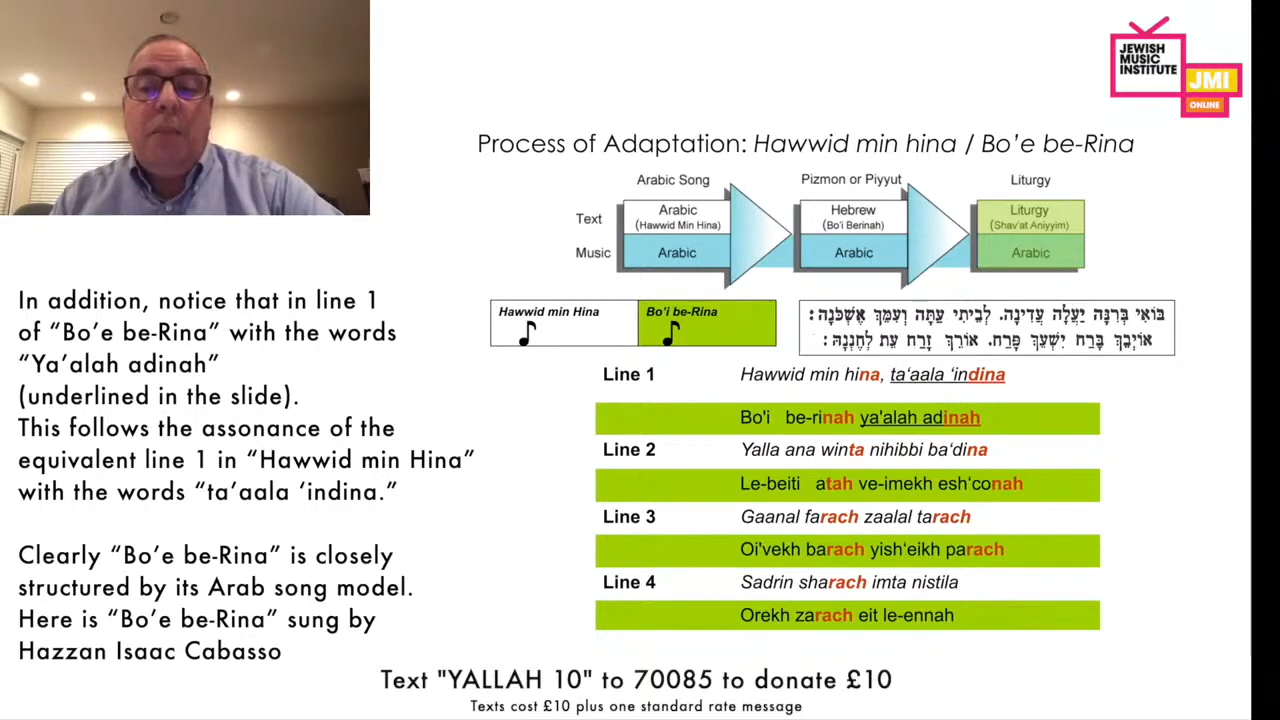 JEWISH
MUSIC
INSTITUTE
JMI
ONLINE
Process of Adaptation: Hawwid min hina / Bo’e be-Rina
Arabic Song
Pizmon or Piyyut
Liturgy
Text
Arabic
(Hawwid Min Hina)
Hebrew
(Bo'i Berinah)
Liturgy
(Shav'at Aniyyim)
Music
Arabic
Arabic
Arabic
Hawwid min Hina
Bo'i be-Rina
בּוֹאִי בְּרִנָּה יַעֲלָה עֲדִינָה. לְבֵיתִי עַתָּה וְעִמֵּךְ אֶשְׁכֹּנָה:
אוֹיְבֵךְ בָּרַח יִשְׁעֵךְ פָּרַח. אוֹרֵךְ זָרַח עֵת לְחֶנְנָהּ:
Line 1
Hawwid min hina, ta‘aala ‘indina
Bo'i be-rinah ya'alah adinah
Line 2
Yalla ana winta nihibbi ba‘dina
Le-beiti atah ve-imekh esh‘conah
Line 3
Gaanal farach zaalal tarach
Oi'vekh barach yish‘eikh parach
Line 4
Sadrin sharach imta nistila
Orekh zarach eit le-ennah
In addition, notice that in line 1
of “Bo’e be-Rina” with the words
“Ya’alah adinah”
(underlined in the slide).
This follows the assonance of the
equivalent line 1 in “Hawwid min Hina”
with the words “ta’aala ‘indina.”
Clearly “Bo’e be-Rina” is closely
structured by its Arab song model.
Here is “Bo’e be-Rina” sung by
Hazzan Isaac Cabasso
Text "YALLAH 10" to 70085 to donate £10
Texts cost £10 plus one standard rate message